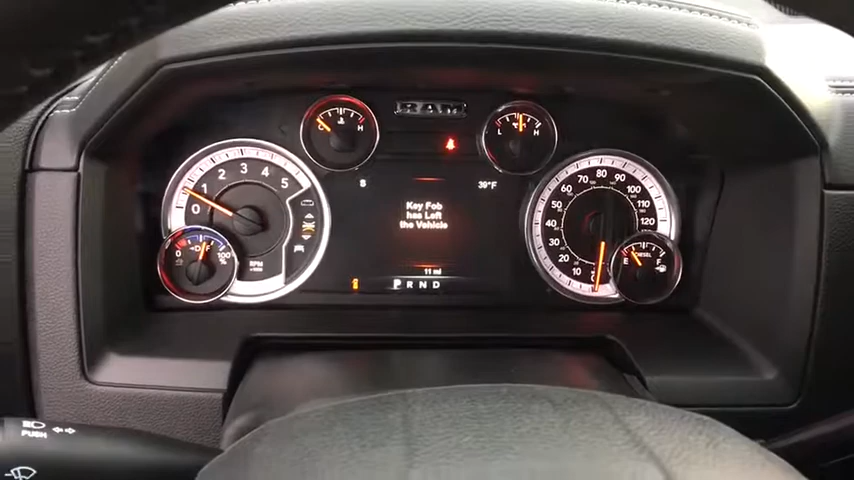 RAM
C H
L H
S
39°F
Key Fob
has Left
the Vehicle
11 mi
P R N D
0 1 2 3 4 5
RPM
x1000
10 20 30 40 50 60 70 80 90 100 110 120
E DIESEL F
PUSH